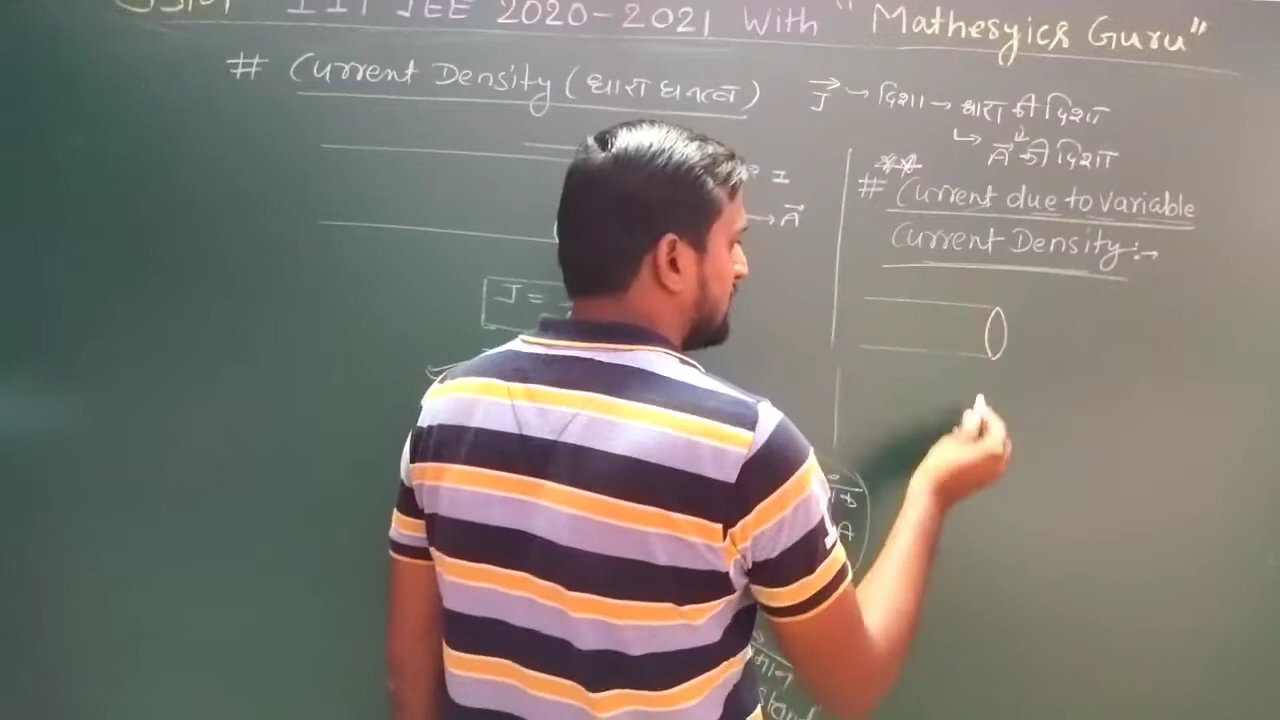 IIT JEE 2020-2021 With "Mathesyics Guru"
# Current Density (धारा घनत्व)
J → दिशा → धारा की दिशा
↳ A की दिशा
I
→ A
J =
# Current due to variable
Current Density :→
A
मान